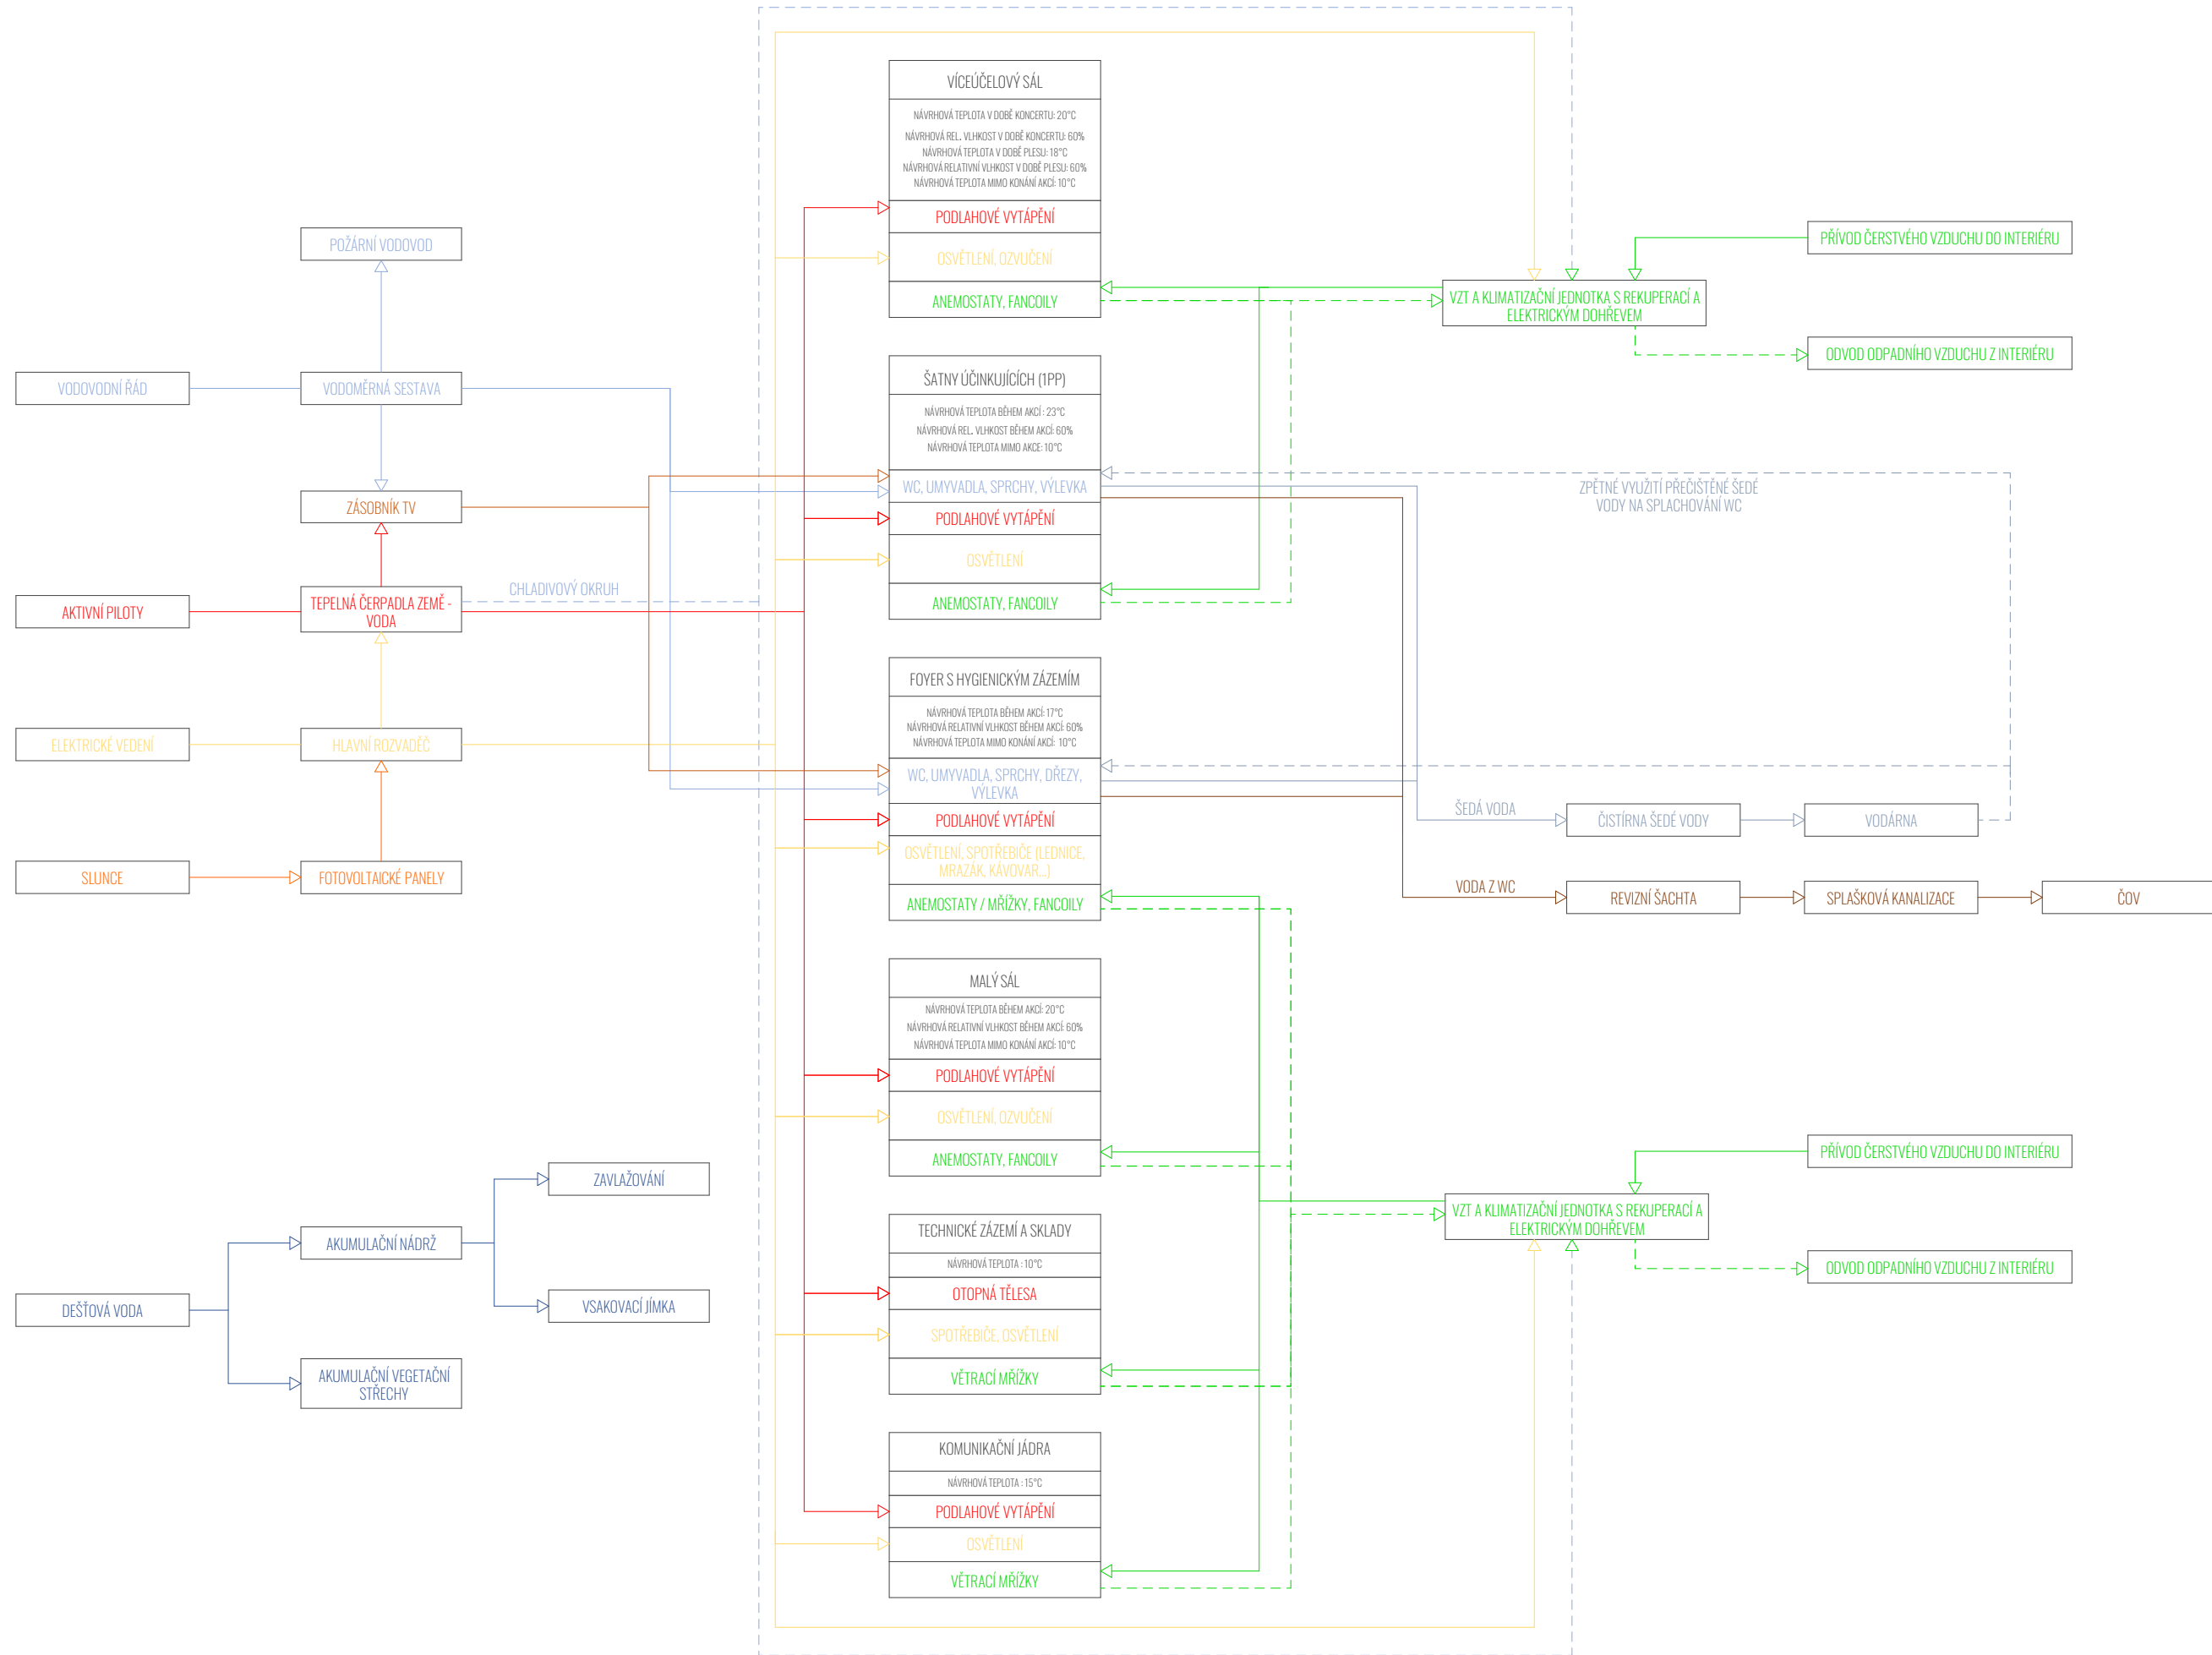 VÍCEÚČELOVÝ SÁL
NÁVRHOVÁ TEPLOTA V DOBĚ KONCERTU: 20°C
NÁVRHOVÁ REL. VLHKOST V DOBĚ KONCERTU: 60%
NÁVRHOVÁ TEPLOTA V DOBĚ PLESU: 18°C
NÁVRHOVÁ RELATIVNÍ VLHKOST V DOBĚ PLESU: 60%
NÁVRHOVÁ TEPLOTA MIMO KONÁNÍ AKCÍ: 10°C
PODLAHOVÉ VYTÁPĚNÍ
OSVĚTLENÍ, OZVUČENÍ
ANEMOSTATY, FANCOILY
POŽÁRNÍ VODOVOD
VODOVODNÍ ŘÁD
VODOMĚRNÁ SESTAVA
ZÁSOBNÍK TV
AKTIVNÍ PILOTY
TEPELNÁ ČERPADLA ZEMĚ -
VODA
CHLADIVOVÝ OKRUH
ELEKTRICKÉ VEDENÍ
HLAVNÍ ROZVADĚČ
SLUNCE
FOTOVOLTAICKÉ PANELY
ŠATNY ÚČINKUJÍCÍCH (1PP)
NÁVRHOVÁ TEPLOTA BĚHEM AKCÍ : 23°C
NÁVRHOVÁ REL. VLHKOST BĚHEM AKCÍ: 60%
NÁVRHOVÁ TEPLOTA MIMO AKCE: 10°C
WC, UMYVADLA, SPRCHY, VÝLEVKA
PODLAHOVÉ VYTÁPĚNÍ
OSVĚTLENÍ
ANEMOSTATY, FANCOILY
FOYER S HYGIENICKÝM ZÁZEMÍM
NÁVRHOVÁ TEPLOTA BĚHEM AKCÍ: 17°C
NÁVRHOVÁ RELATIVNÍ VLHKOST BĚHEM AKCÍ: 60%
NÁVRHOVÁ TEPLOTA MIMO KONÁNÍ AKCÍ: 10°C
WC, UMYVADLA, SPRCHY, DŘEZY,
VÝLEVKA
PODLAHOVÉ VYTÁPĚNÍ
OSVĚTLENÍ, SPOTŘEBIČE (LEDNICE,
MRAZÁK, KÁVOVAR...)
ANEMOSTATY / MŘÍŽKY, FANCOILY
MALÝ SÁL
NÁVRHOVÁ TEPLOTA BĚHEM AKCÍ: 20°C
NÁVRHOVÁ RELATIVNÍ VLHKOST BĚHEM AKCÍ: 60%
NÁVRHOVÁ TEPLOTA MIMO KONÁNÍ AKCÍ: 10°C
PODLAHOVÉ VYTÁPĚNÍ
OSVĚTLENÍ, OZVUČENÍ
ANEMOSTATY, FANCOILY
TECHNICKÉ ZÁZEMÍ A SKLADY
NÁVRHOVÁ TEPLOTA : 10°C
OTOPNÁ TĚLESA
SPOTŘEBIČE, OSVĚTLENÍ
VĚTRACÍ MŘÍŽKY
KOMUNIKAČNÍ JÁDRA
NÁVRHOVÁ TEPLOTA : 15°C
PODLAHOVÉ VYTÁPĚNÍ
OSVĚTLENÍ
VĚTRACÍ MŘÍŽKY
DEŠŤOVÁ VODA
AKUMULAČNÍ NÁDRŽ
AKUMULAČNÍ VEGETAČNÍ
STŘECHY
ZAVLAŽOVÁNÍ
VSAKOVACÍ JÍMKA
PŘÍVOD ČERSTVÉHO VZDUCHU DO INTERIÉRU
VZT A KLIMATIZAČNÍ JEDNOTKA S REKUPERACÍ A
ELEKTRICKÝM DOHŘEVEM
ODVOD ODPADNÍHO VZDUCHU Z INTERIÉRU
ZPĚTNÉ VYUŽITÍ PŘEČIŠTĚNÉ ŠEDÉ
VODY NA SPLACHOVÁNÍ WC
ŠEDÁ VODA
ČISTÍRNA ŠEDÉ VODY
VODÁRNA
VODA Z WC
REVIZNÍ ŠACHTA
SPLAŠKOVÁ KANALIZACE
ČOV
PŘÍVOD ČERSTVÉHO VZDUCHU DO INTERIÉRU
VZT A KLIMATIZAČNÍ JEDNOTKA S REKUPERACÍ A
ELEKTRICKÝM DOHŘEVEM
ODVOD ODPADNÍHO VZDUCHU Z INTERIÉRU